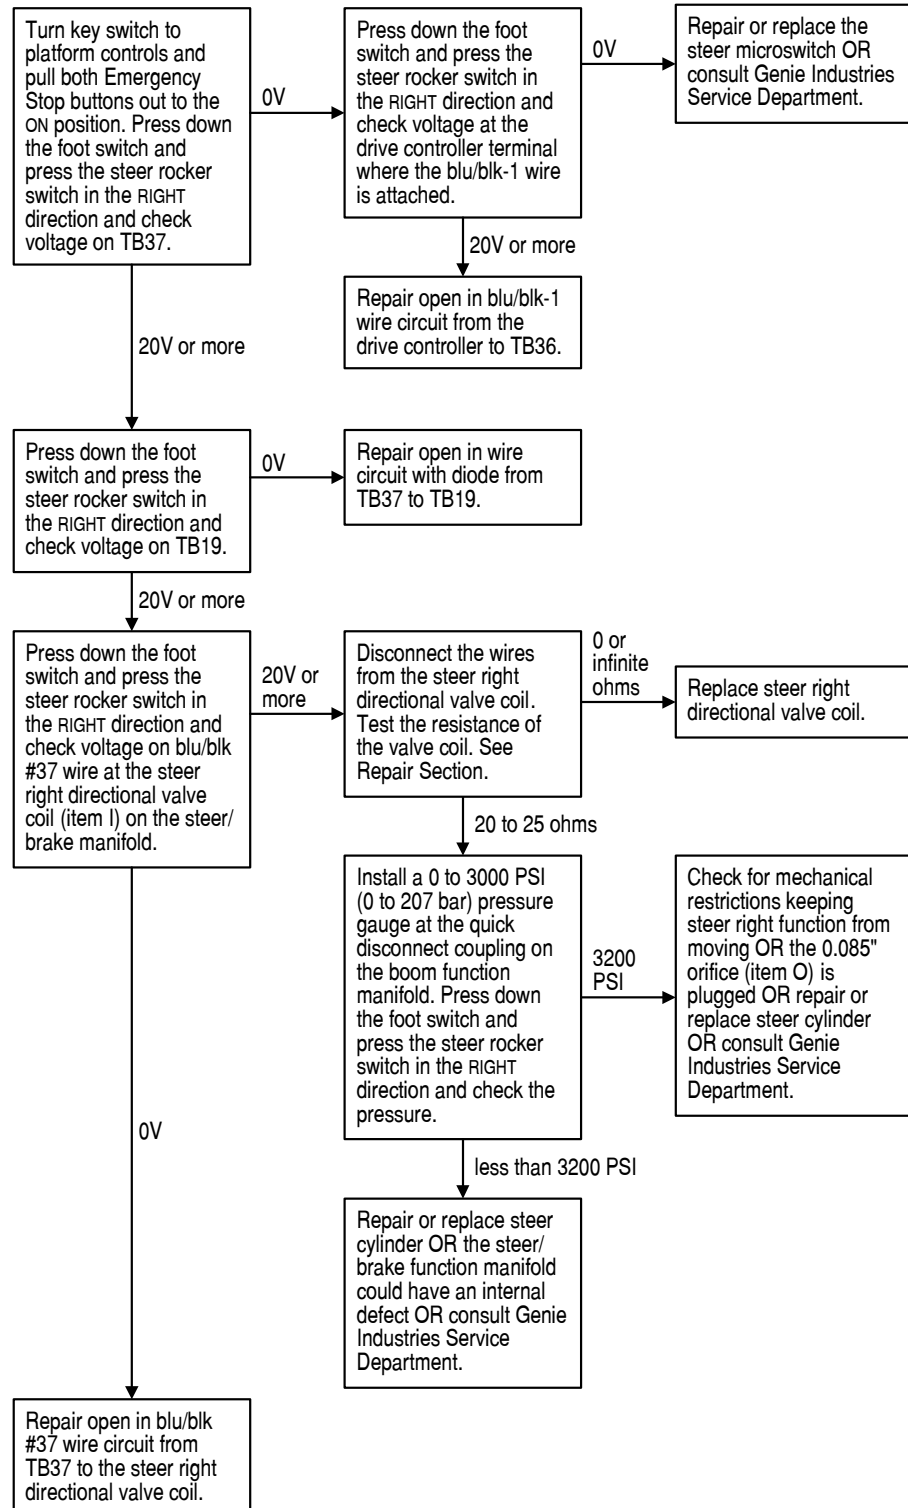 Turn key switch to
platform controls and
pull both Emergency
Stop buttons out to the
ON position. Press down
the foot switch and
press the steer rocker
switch in the RIGHT
direction and check
voltage on TB37.
0V
Press down the foot
switch and press the
steer rocker switch in
the RIGHT direction and
check voltage at the
drive controller terminal
where the blu/blk-1 wire
is attached.
0V
Repair or replace the
steer microswitch OR
consult Genie Industries
Service Department.
20V or more
Repair open in blu/blk-1
wire circuit from the
drive controller to TB36.
20V or more
Press down the foot
switch and press the
steer rocker switch in
the RIGHT direction and
check voltage on TB19.
0V
Repair open in wire
circuit with diode from
TB37 to TB19.
20V or more
Press down the foot
switch and press the
steer rocker switch in
the RIGHT direction and
check voltage on blu/blk
#37 wire at the steer
right directional valve
coil (item I) on the steer/
brake manifold.
20V or
more
Disconnect the wires
from the steer right
directional valve coil.
Test the resistance of
the valve coil. See
Repair Section.
0 or
infinite
ohms
Replace steer right
directional valve coil.
20 to 25 ohms
Install a 0 to 3000 PSI
(0 to 207 bar) pressure
gauge at the quick
disconnect coupling on
the boom function
manifold. Press down
the foot switch and
press the steer rocker
switch in the RIGHT
direction and check the
pressure.
3200
PSI
Check for mechanical
restrictions keeping
steer right function from
moving OR the 0.085"
orifice (item O) is
plugged OR repair or
replace steer cylinder
OR consult Genie
Industries Service
Department.
less than 3200 PSI
Repair or replace steer
cylinder OR the steer/
brake function manifold
could have an internal
defect OR consult Genie
Industries Service
Department.
0V
Repair open in blu/blk
#37 wire circuit from
TB37 to the steer right
directional valve coil.